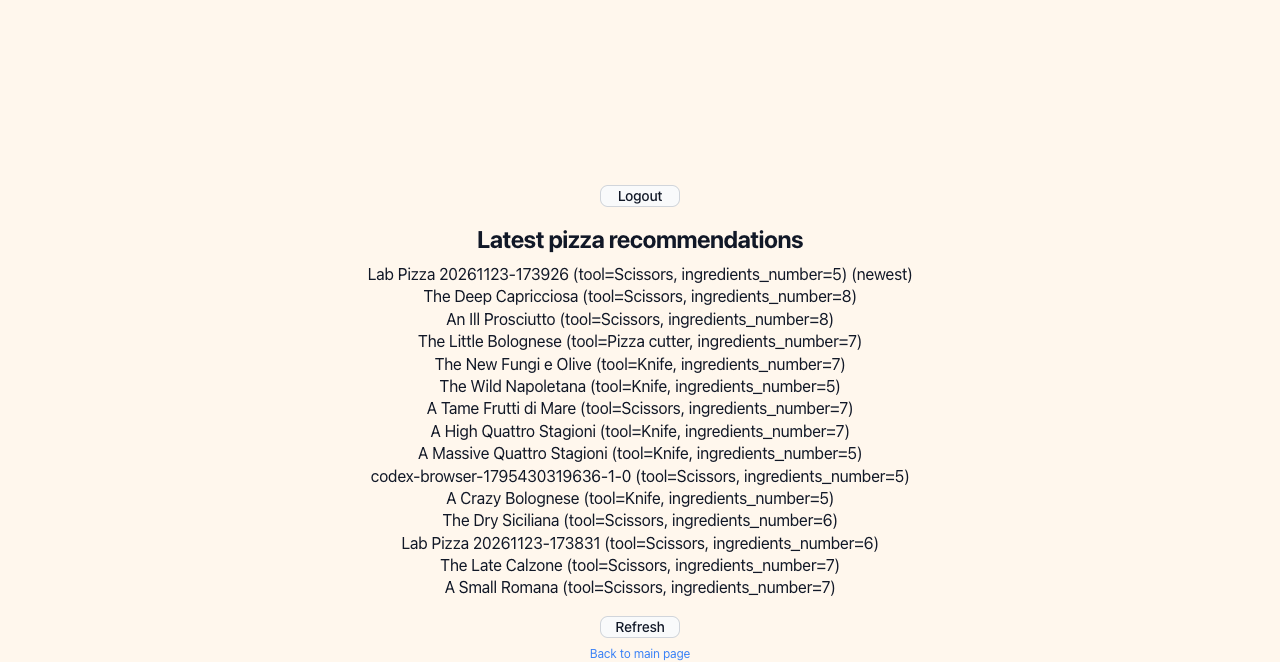 Logout
Latest pizza recommendations
Lab Pizza 20261123-173926 (tool=Scissors, ingredients_number=5) (newest)
The Deep Capricciosa (tool=Scissors, ingredients_number=8)
An Ill Prosciutto (tool=Scissors, ingredients_number=8)
The Little Bolognese (tool=Pizza cutter, ingredients_number=7)
The New Fungi e Olive (tool=Knife, ingredients_number=7)
The Wild Napoletana (tool=Knife, ingredients_number=5)
A Tame Frutti di Mare (tool=Scissors, ingredients_number=7)
A High Quattro Stagioni (tool=Knife, ingredients_number=7)
A Massive Quattro Stagioni (tool=Knife, ingredients_number=5)
codex-browser-1795430319636-1-0 (tool=Scissors, ingredients_number=5)
A Crazy Bolognese (tool=Knife, ingredients_number=5)
The Dry Siciliana (tool=Scissors, ingredients_number=6)
Lab Pizza 20261123-173831 (tool=Scissors, ingredients_number=6)
The Late Calzone (tool=Scissors, ingredients_number=7)
A Small Romana (tool=Scissors, ingredients_number=7)
Refresh
Back to main page